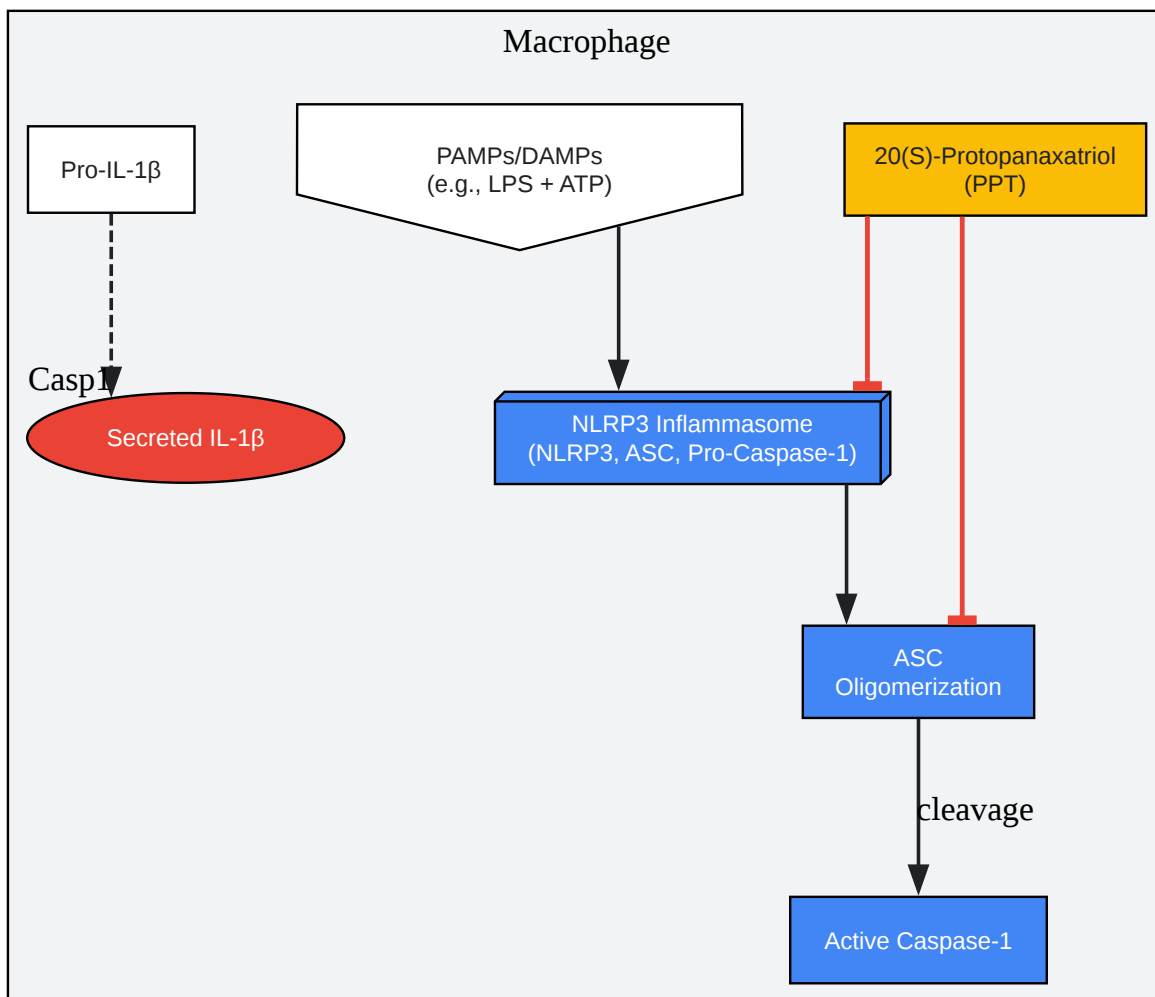 Macrophage
Pro-IL-1β
PAMPs/DAMPs
(e.g., LPS + ATP)
20(S)-Protopanaxatriol
(PPT)
Casp1
Secreted IL-1β
NLRP3 Inflammasome
(NLRP3, ASC, Pro-Caspase-1)
ASC
Oligomerization
cleavage
Active Caspase-1